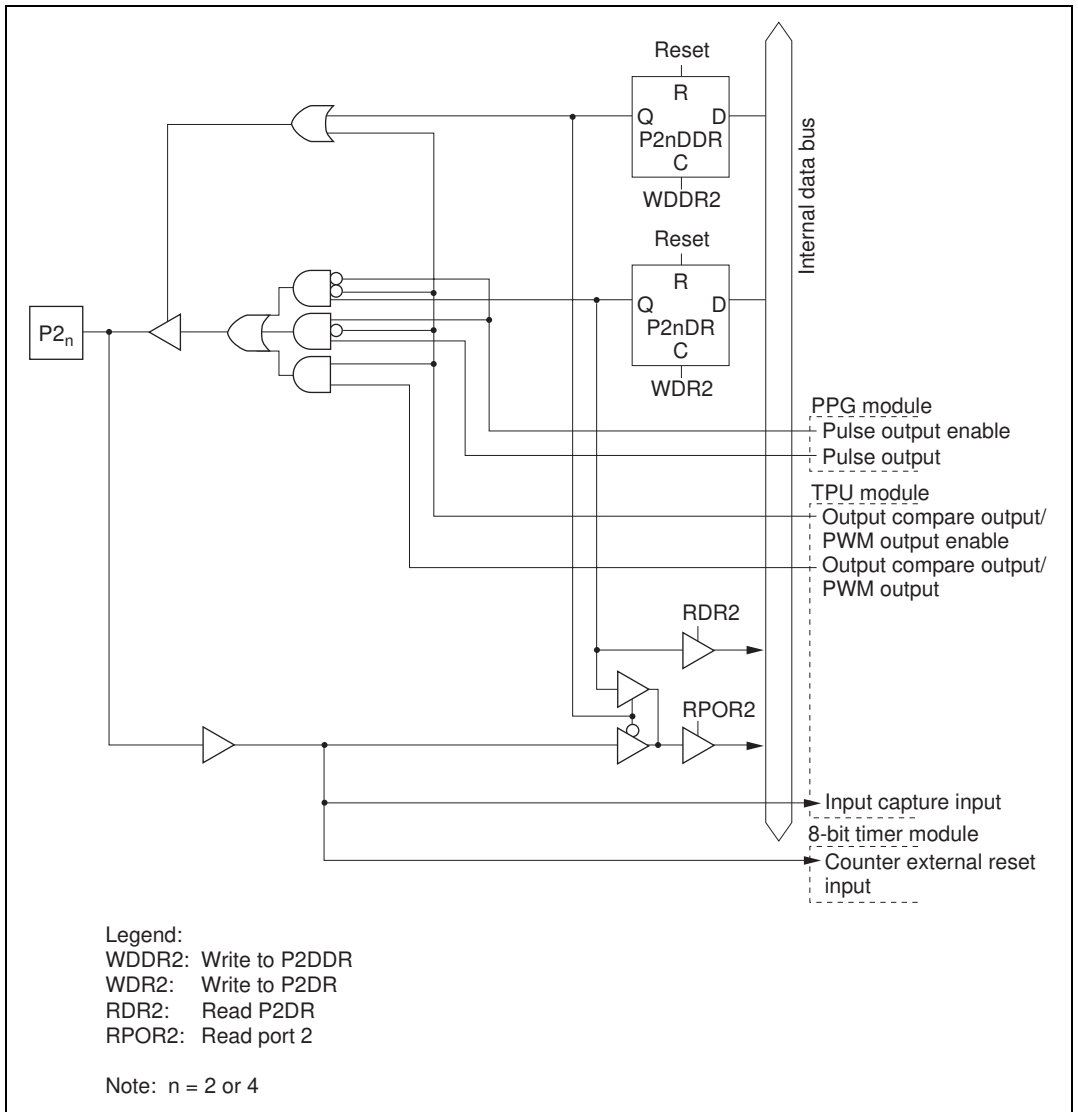 Reset
R
Q D
P2nDDR
C
WDDR2
Internal data bus
Reset
R
Q D
P2nDR
C
WDR2
P2n
PPG module
Pulse output enable
Pulse output
TPU module
Output compare output/
PWM output enable
Output compare output/
PWM output
RDR2
RPOR2
Input capture input
8-bit timer module
Counter external reset
input
Legend:
WDDR2: Write to P2DDR
WDR2: Write to P2DR
RDR2: Read P2DR
RPOR2: Read port 2
Note: n = 2 or 4